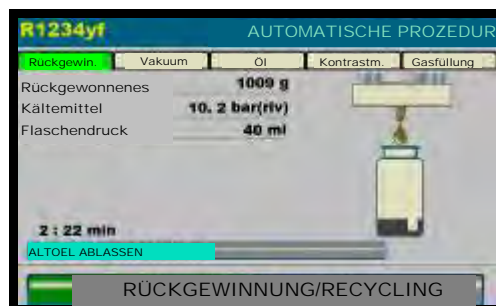 R1234yf AUTOMATISCHE PROZEDUR
Rückgewin. Vakuum Öl Kontrastm. Gasfüllung
Rückgewonnenes 1009 g
Kältemittel 10, 2 bar(rlv)
Flaschendruck 40 ml
2 : 22 min
ALTOEL ABLASSEN
RÜCKGEWINNUNG/RECYCLING